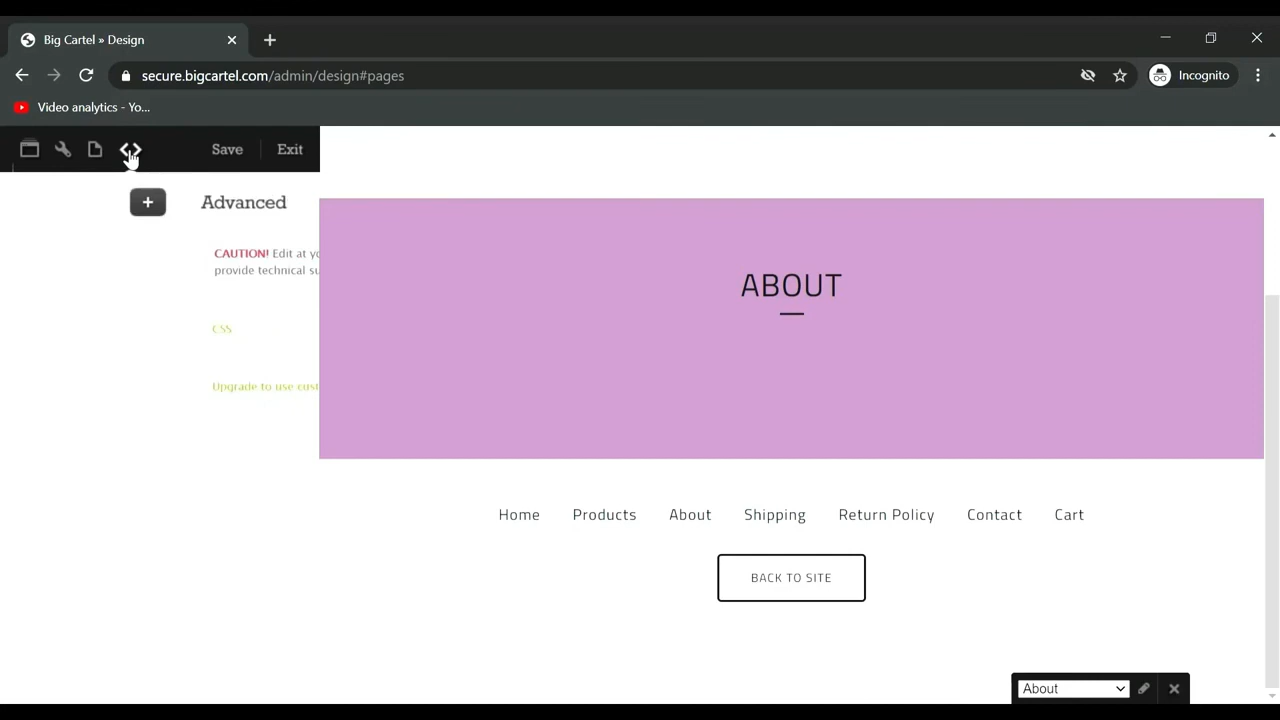 Big Cartel » Design
secure.bigcartel.com/admin/design#pages
Incognito
Video analytics - Yo...
Save Exit
+ Advanced
CAUTION! Edit at yo
provide technical su
CSS
Upgrade to use cust
ABOUT
Home Products About Shipping Return Policy Contact Cart
BACK TO SITE
About